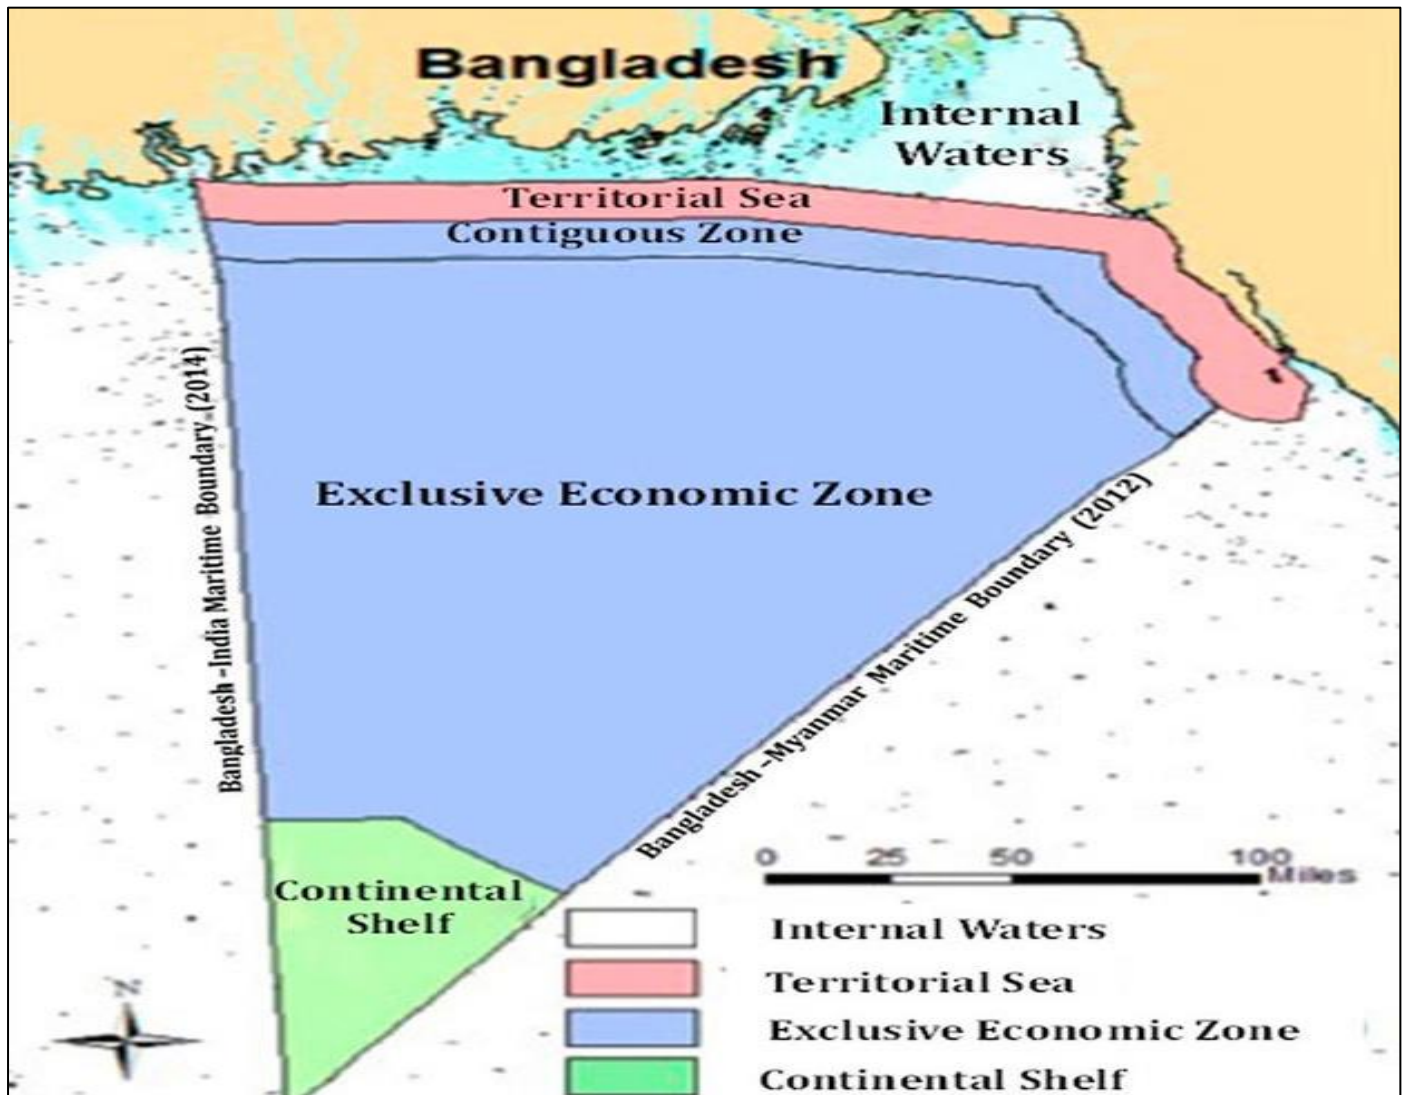 Bangladesh
Internal
Waters
Territorial Sea
Contiguous Zone
Bangladesh -India Maritime Boundary (2014)
Exclusive Economic Zone
Bangladesh -Myanmar Maritime Boundary (2012)
Continental
Shelf
0 25 50 100
Miles
Internal Waters
Territorial Sea
Exclusive Economic Zone
Continental Shelf
N